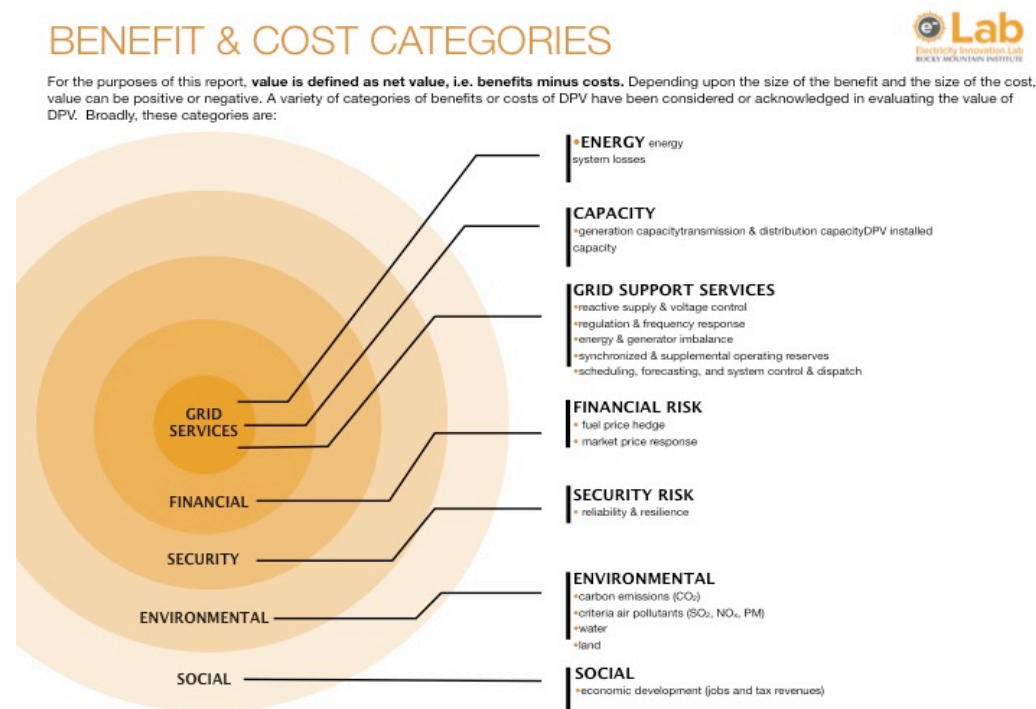 BENEFIT & COST CATEGORIES
e-Lab
Electricity Innovation Lab
ROCKY MOUNTAIN INSTITUTE
For the purposes of this report, value is defined as net value, i.e. benefits minus costs. Depending upon the size of the benefit and the size of the cost,
value can be positive or negative. A variety of categories of benefits or costs of DPV have been considered or acknowledged in evaluating the value of
DPV. Broadly, these categories are:
•ENERGY energy
system losses
CAPACITY
•generation capacitytransmission & distribution capacityDPV installed
capacity
GRID SUPPORT SERVICES
•reactive supply & voltage control
•regulation & frequency response
•energy & generator imbalance
•synchronized & supplemental operating reserves
•scheduling, forecasting, and system control & dispatch
GRID
SERVICES
FINANCIAL RISK
• fuel price hedge
• market price response
FINANCIAL
SECURITY RISK
• reliability & resilience
SECURITY
ENVIRONMENTAL
•carbon emissions (CO₂)
•criteria air pollutants (SO₂, NOₓ, PM)
•water
•land
ENVIRONMENTAL
SOCIAL
•economic development (jobs and tax revenues)
SOCIAL